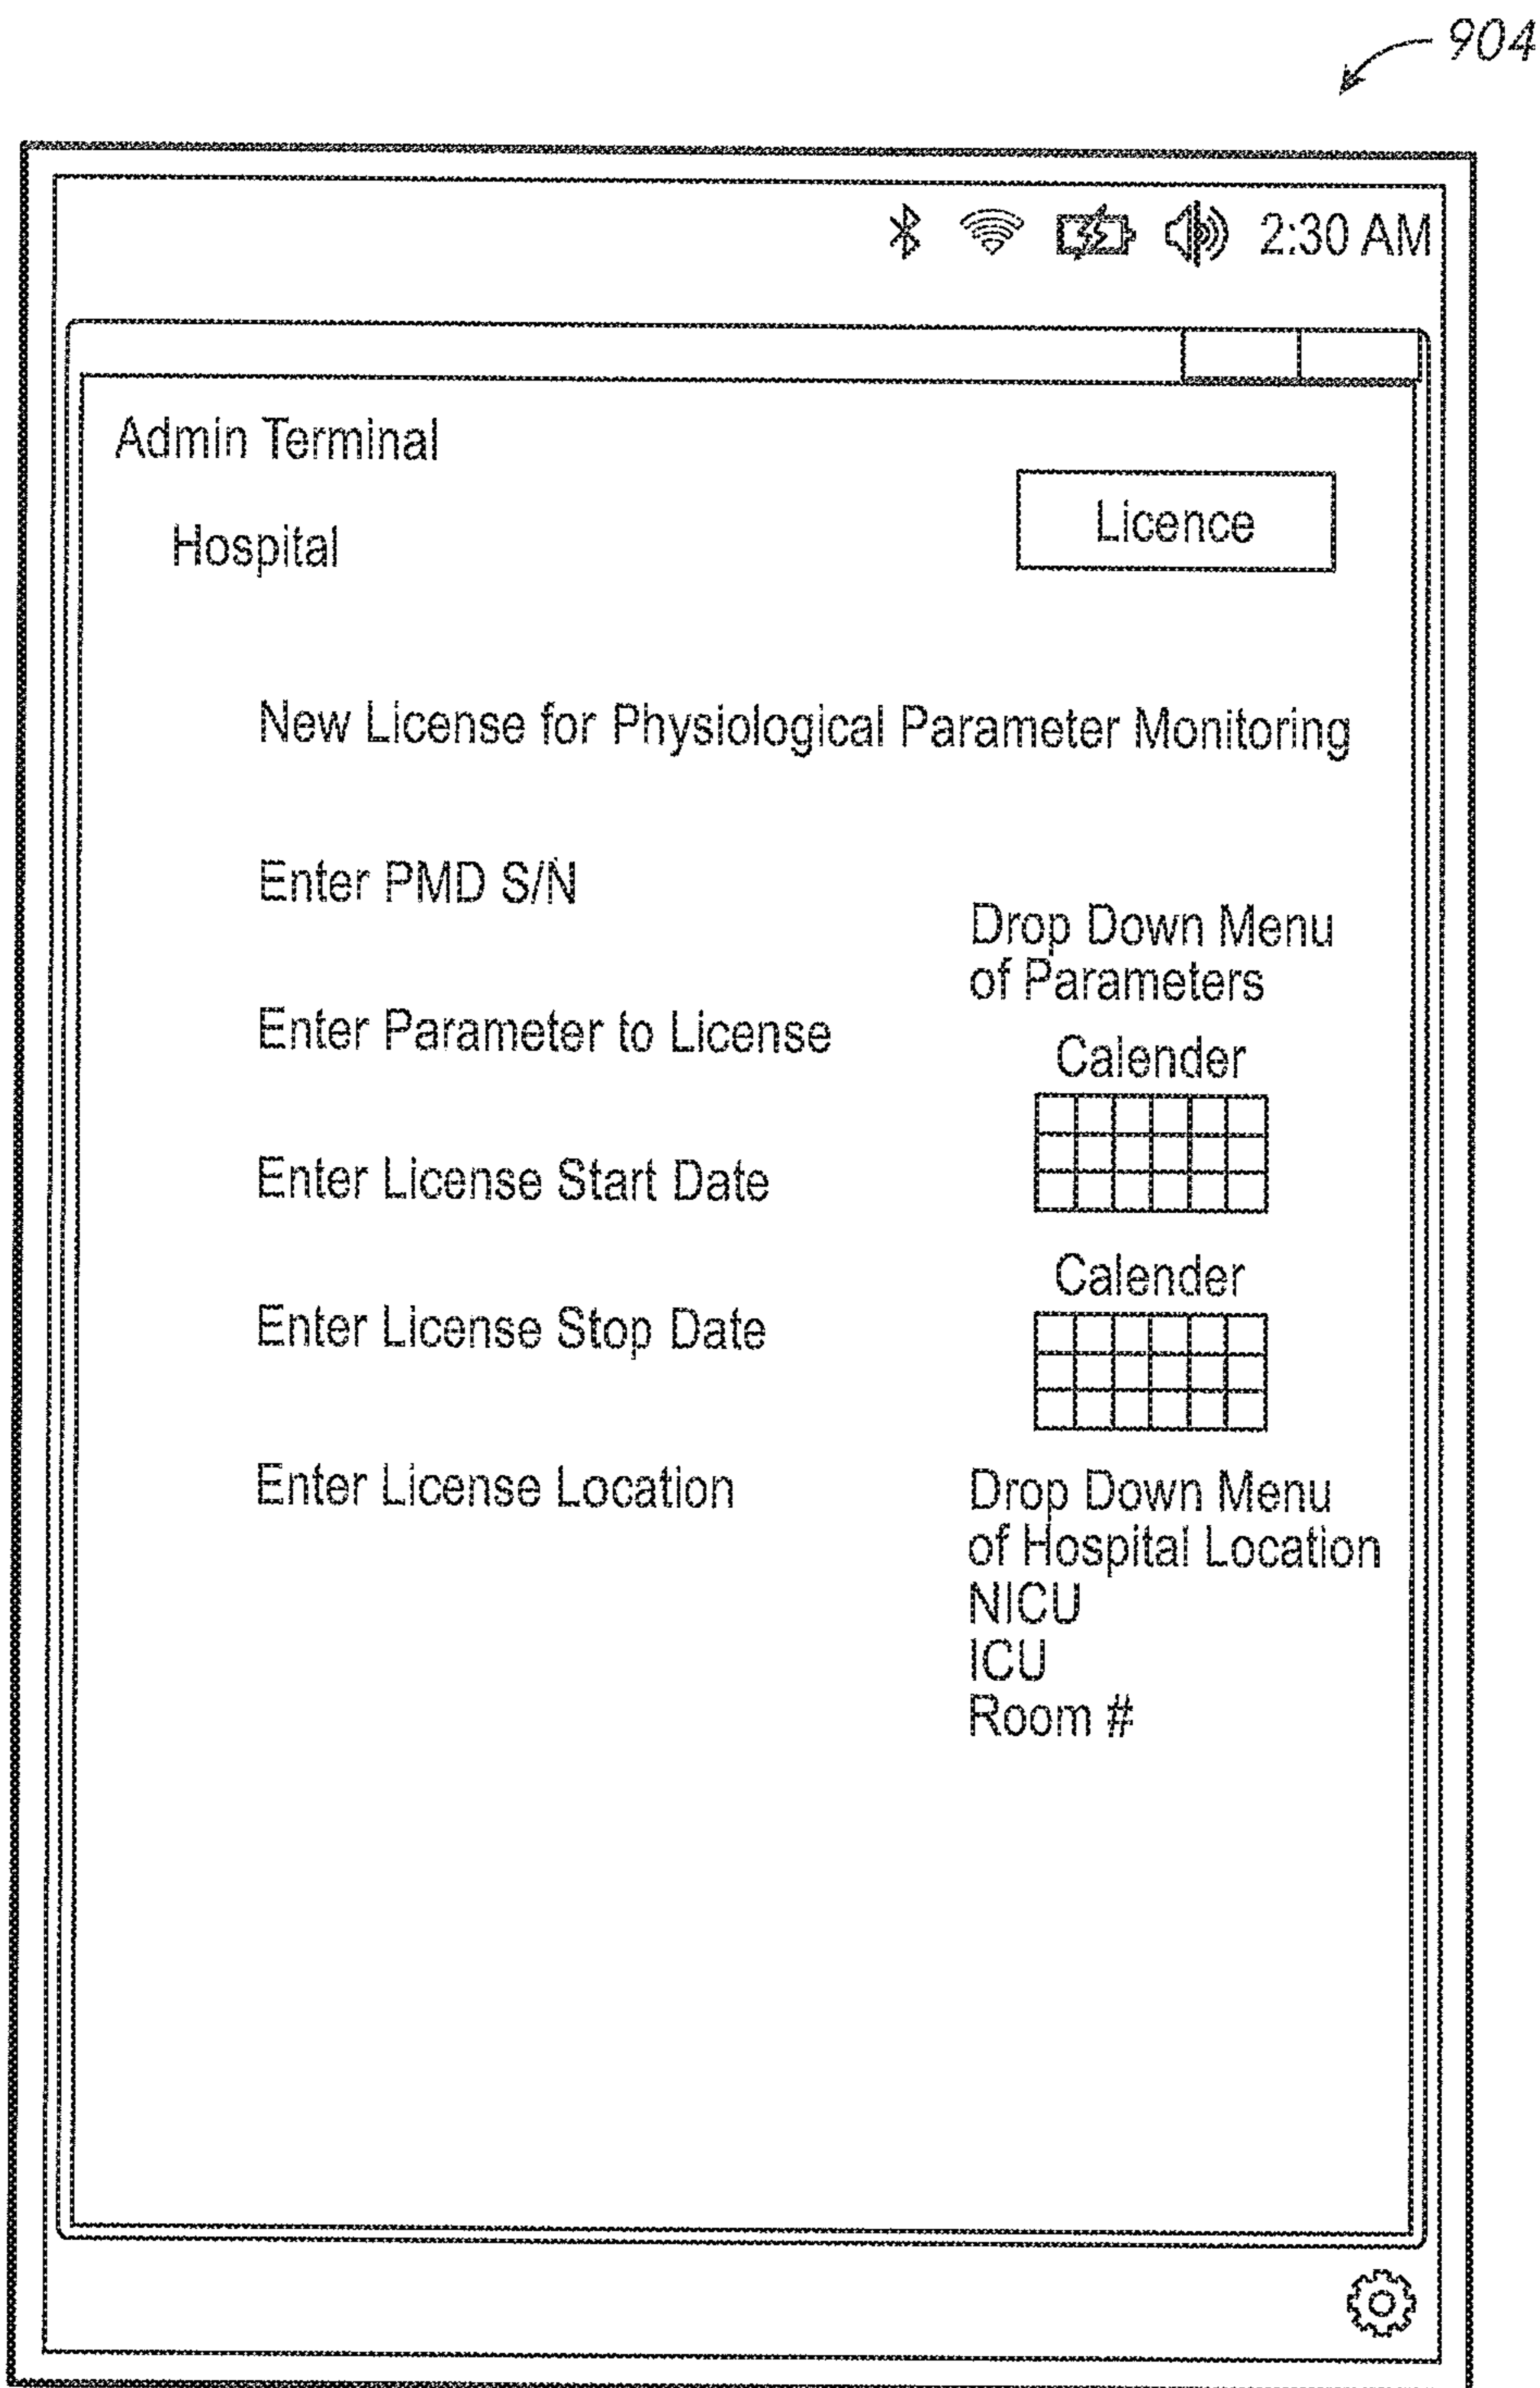 904
2:30 AM
Admin Terminal
Licence
Hospital
New License for Physiological Parameter Monitoring
Enter PMD S/N
Drop Down Menu
of Parameters
Enter Parameter to License
Calender
Enter License Start Date
Calender
Enter License Stop Date
Enter License Location
Drop Down Menu
of Hospital Location
NICU
ICU
Room #